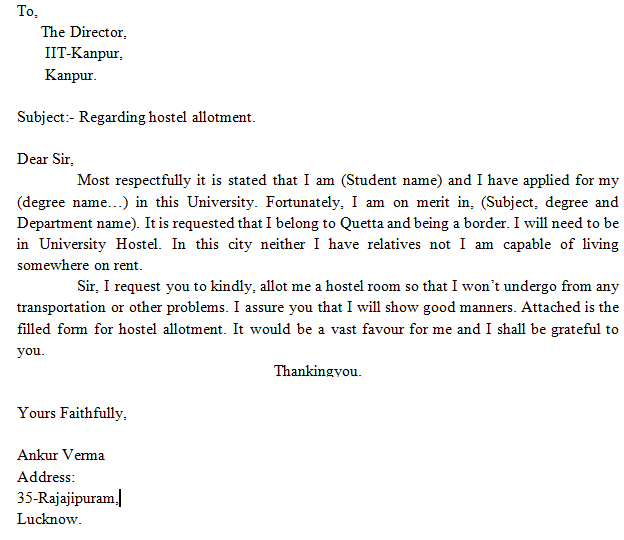 To,
The Director,
IIT-Kanpur,
Kanpur.
Subject:- Regarding hostel allotment.
Dear Sir,
Most respectfully it is stated that I am (Student name) and I have applied for my
(degree name…) in this University. Fortunately, I am on merit in, (Subject, degree and
Department name). It is requested that I belong to Quetta and being a border. I will need to be
in University Hostel. In this city neither I have relatives not I am capable of living
somewhere on rent.
Sir, I request you to kindly, allot me a hostel room so that I won’t undergo from any
transportation or other problems. I assure you that I will show good manners. Attached is the
filled form for hostel allotment. It would be a vast favour for me and I shall be grateful to
you.
Thankingyou.
Yours Faithfully,
Ankur Verma
Address:
35-Rajajipuram,
Lucknow.